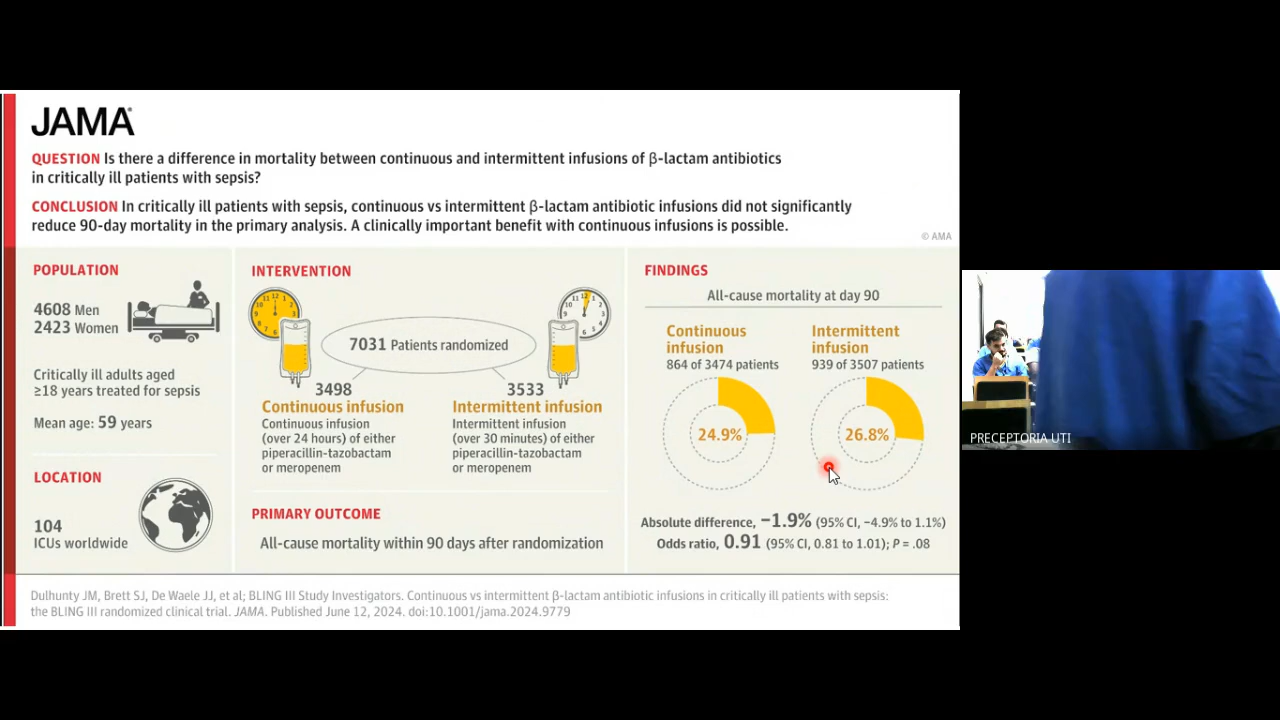 JAMA®
QUESTION Is there a difference in mortality between continuous and intermittent infusions of β-lactam antibiotics
in critically ill patients with sepsis?
CONCLUSION In critically ill patients with sepsis, continuous vs intermittent β-lactam antibiotic infusions did not significantly
reduce 90-day mortality in the primary analysis. A clinically important benefit with continuous infusions is possible.
© AMA
POPULATION
4608 Men
2423 Women
Critically ill adults aged
≥18 years treated for sepsis
Mean age: 59 years
LOCATION
104
ICUs worldwide
INTERVENTION
7031 Patients randomized
3498
Continuous infusion
Continuous infusion
(over 24 hours) of either
piperacillin-tazobactam
or meropenem
3533
Intermittent infusion
Intermittent infusion
(over 30 minutes) of either
piperacillin-tazobactam
or meropenem
PRIMARY OUTCOME
All-cause mortality within 90 days after randomization
FINDINGS
All-cause mortality at day 90
Continuous
infusion
864 of 3474 patients
24.9%
Intermittent
infusion
939 of 3507 patients
26.8%
Absolute difference, −1.9% (95% CI, −4.9% to 1.1%)
Odds ratio, 0.91 (95% CI, 0.81 to 1.01); P = .08
Dulhunty JM, Brett SJ, De Waele JJ, et al; BLING III Study Investigators. Continuous vs intermittent β-lactam antibiotic infusions in critically ill patients with sepsis:
the BLING III randomized clinical trial. JAMA. Published June 12, 2024. doi:10.1001/jama.2024.9779
PRECEPTORIA UTI